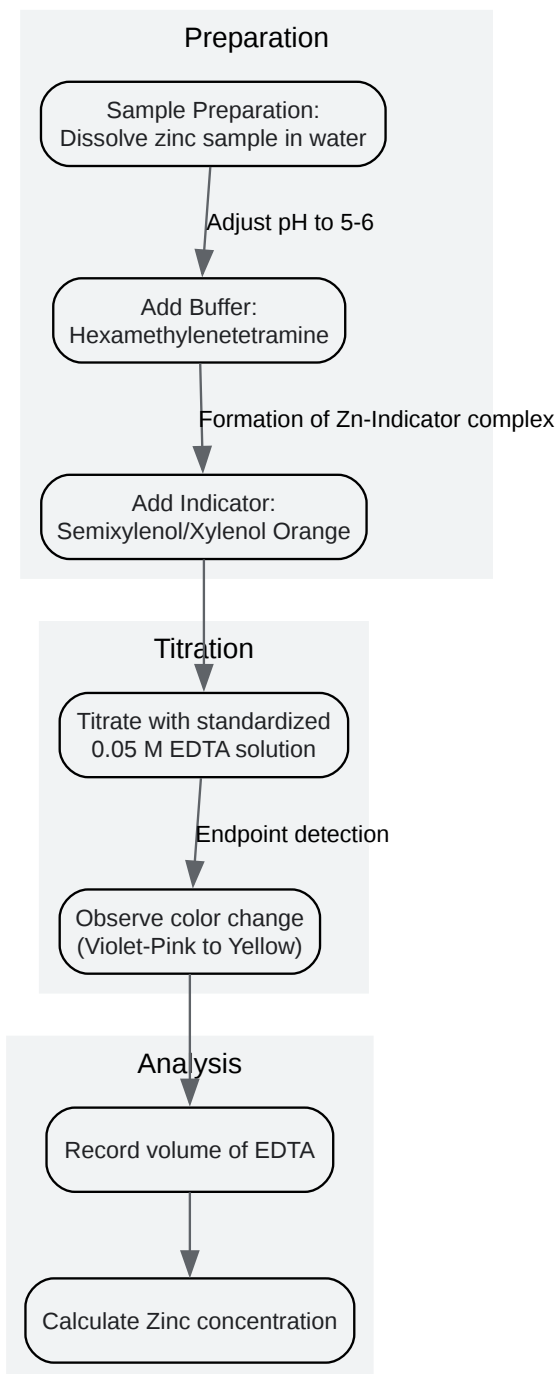 Preparation
Sample Preparation:
Dissolve zinc sample in water
Adjust pH to 5-6
Add Buffer:
Hexamethylenetetramine
Formation of Zn-Indicator complex
Add Indicator:
Semixylenol/Xylenol Orange
Titration
Titrate with standardized
0.05 M EDTA solution
Endpoint detection
Observe color change
(Violet-Pink to Yellow)
Analysis
Record volume of EDTA
Calculate Zinc concentration